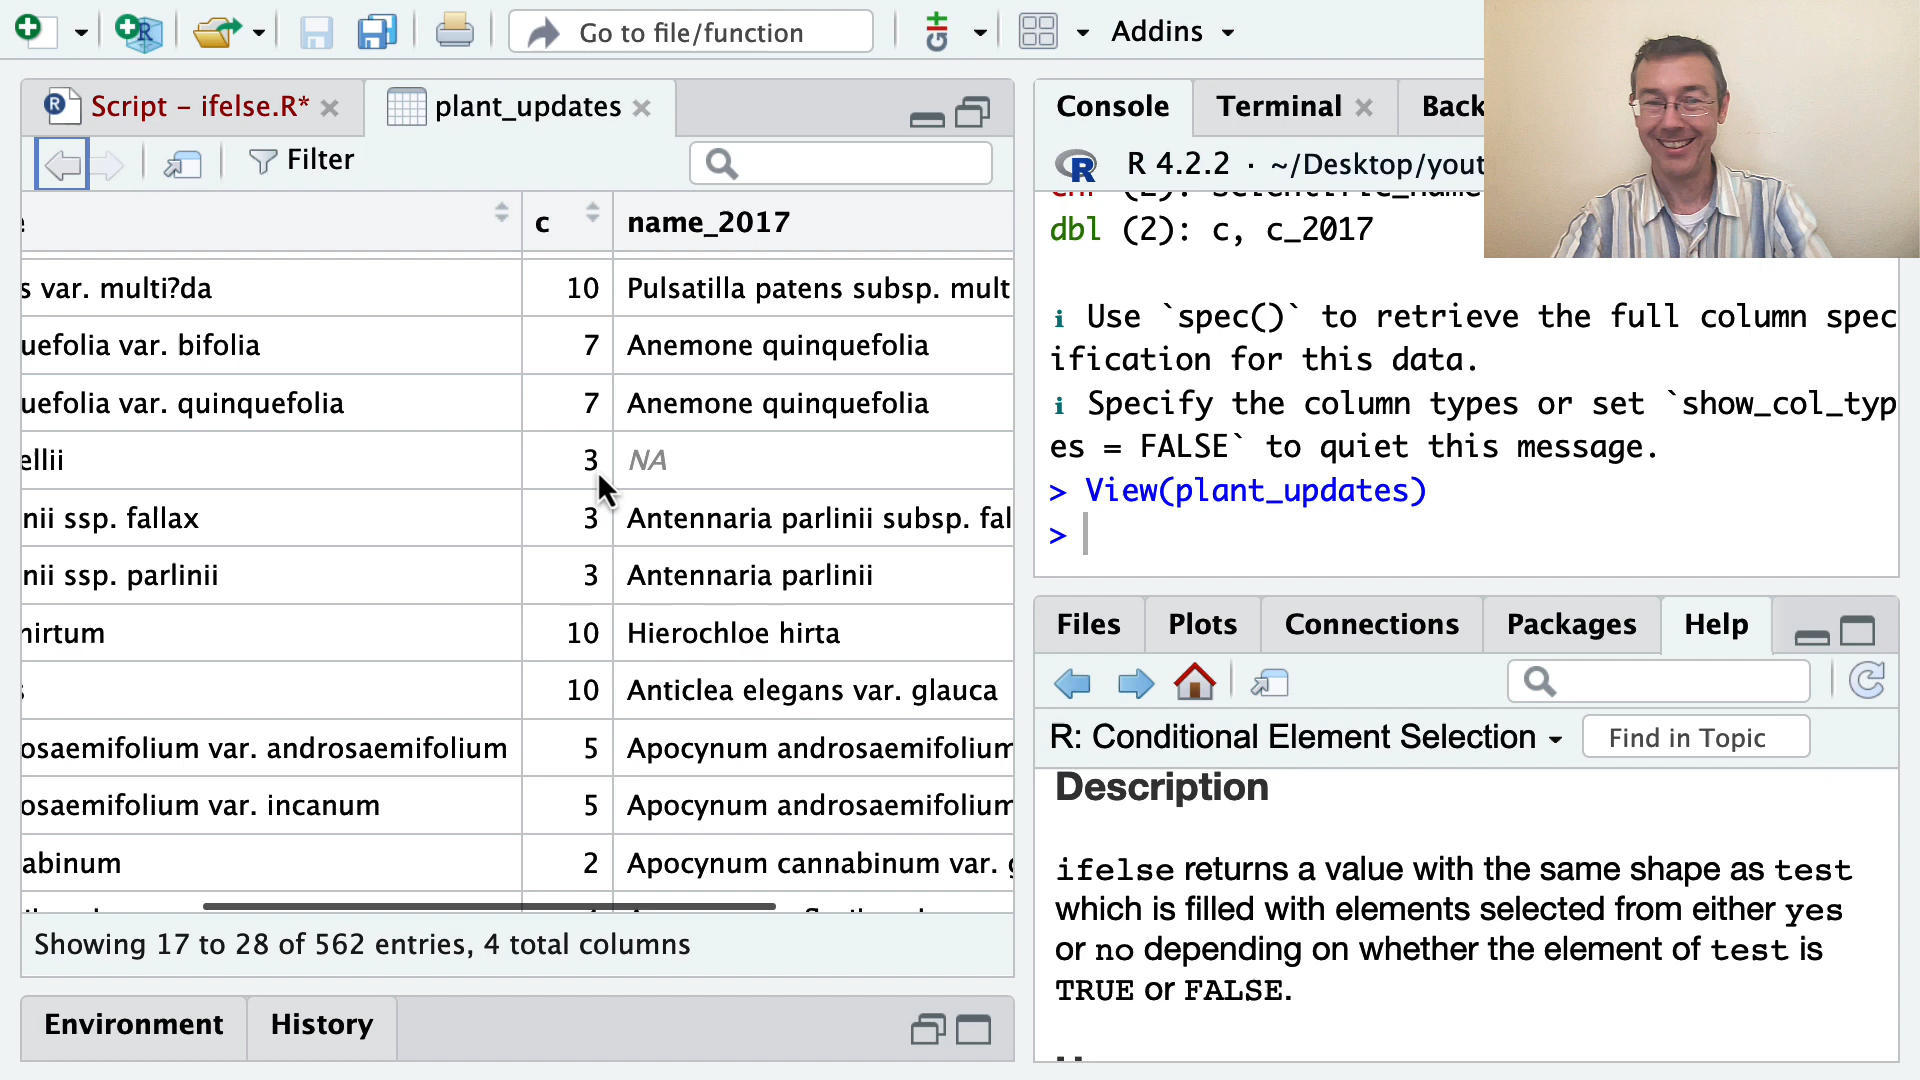 Go to file/function
Addins
Script - ifelse.R*
plant_updates
Filter
c
name_2017
s var. multi?da 10 Pulsatilla patens subsp. mult
uefolia var. bifolia 7 Anemone quinquefolia
uefolia var. quinquefolia 7 Anemone quinquefolia
ellii 3 NA
nii ssp. fallax 3 Antennaria parlinii subsp. fal
nii ssp. parlinii 3 Antennaria parlinii
hirtum 10 Hierochloe hirta
10 Anticlea elegans var. glauca
osaemifolium var. androsaemifolium 5 Apocynum androsaemifolium
osaemifolium var. incanum 5 Apocynum androsaemifolium
abinum 2 Apocynum cannabinum var. g
Showing 17 to 28 of 562 entries, 4 total columns
Environment
History
Console
Terminal
Back
R 4.2.2 · ~/Desktop/yout
dbl (2): c, c_2017
i Use `spec()` to retrieve the full column spec
ification for this data.
i Specify the column types or set `show_col_typ
es = FALSE` to quiet this message.
> View(plant_updates)
>
Files
Plots
Connections
Packages
Help
R: Conditional Element Selection
Find in Topic
Description
ifelse returns a value with the same shape as test
which is filled with elements selected from either yes
or no depending on whether the element of test is
TRUE or FALSE.